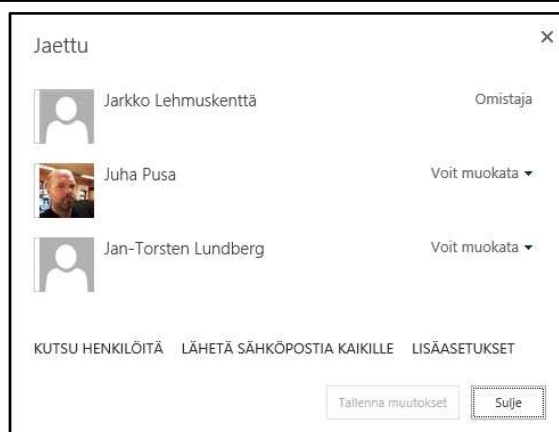 Jaettu
Jarkko Lehmuskenttä Omistaja
Juha Pusa Voit muokata
Jan-Torsten Lundberg Voit muokata
KUTSU HENKILÖITÄ LÄHETÄ SÄHKÖPOSTIA KAIKILLE LISÄASETUKSET
Tallenna muutokset Sulje